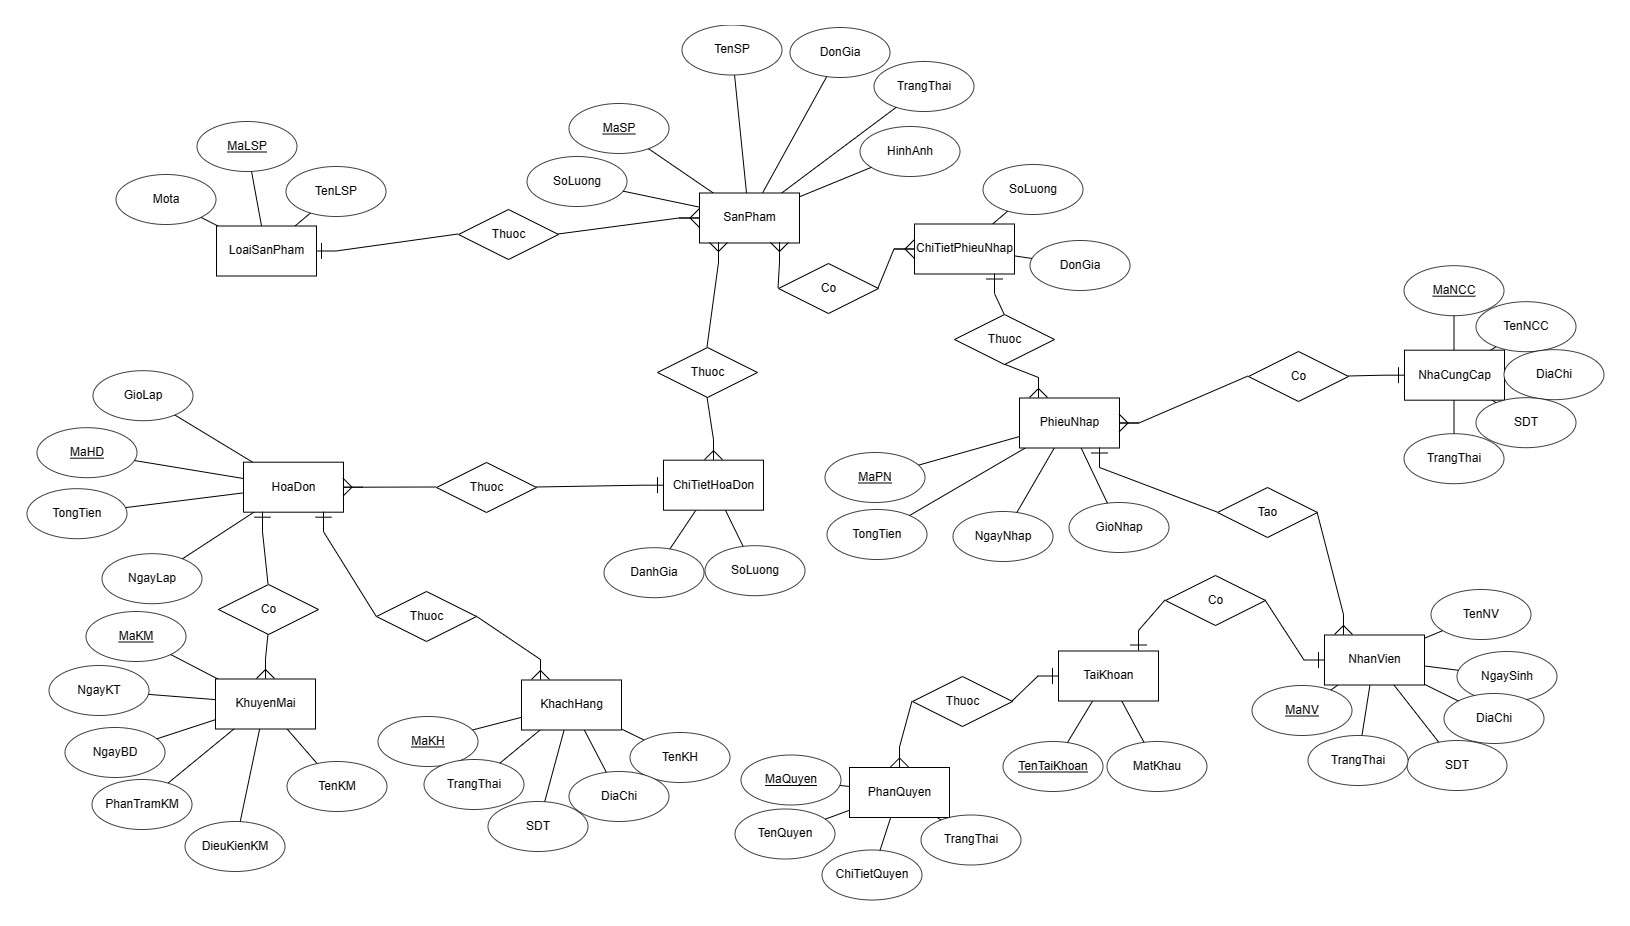 TenSP
DonGia
TrangThai
MaSP
HinhAnh
SoLuong
SanPham
MaLSP
Mota
TenLSP
LoaiSanPham
Thuoc
SoLuong
ChiTietPhieuNhap
DonGia
Co
Thuoc
MaNCC
TenNCC
DiaChi
SDT
TrangThai
NhaCungCap
Co
Thuoc
PhieuNhap
MaPN
TongTien
NgayNhap
GioNhap
GioLap
MaHD
TongTien
NgayLap
HoaDon
Thuoc
ChiTietHoaDon
DanhGia
SoLuong
Tao
Co
Thuoc
Co
MaKM
NgayKT
NgayBD
PhanTramKM
DieuKienKM
TenKM
KhuyenMai
KhachHang
MaKH
TrangThai
SDT
DiaChi
TenKH
TaiKhoan
TenTaiKhoan
MatKhau
Thuoc
NhanVien
TenNV
NgaySinh
DiaChi
MaNV
TrangThai
SDT
PhanQuyen
MaQuyen
TenQuyen
ChiTietQuyen
TrangThai